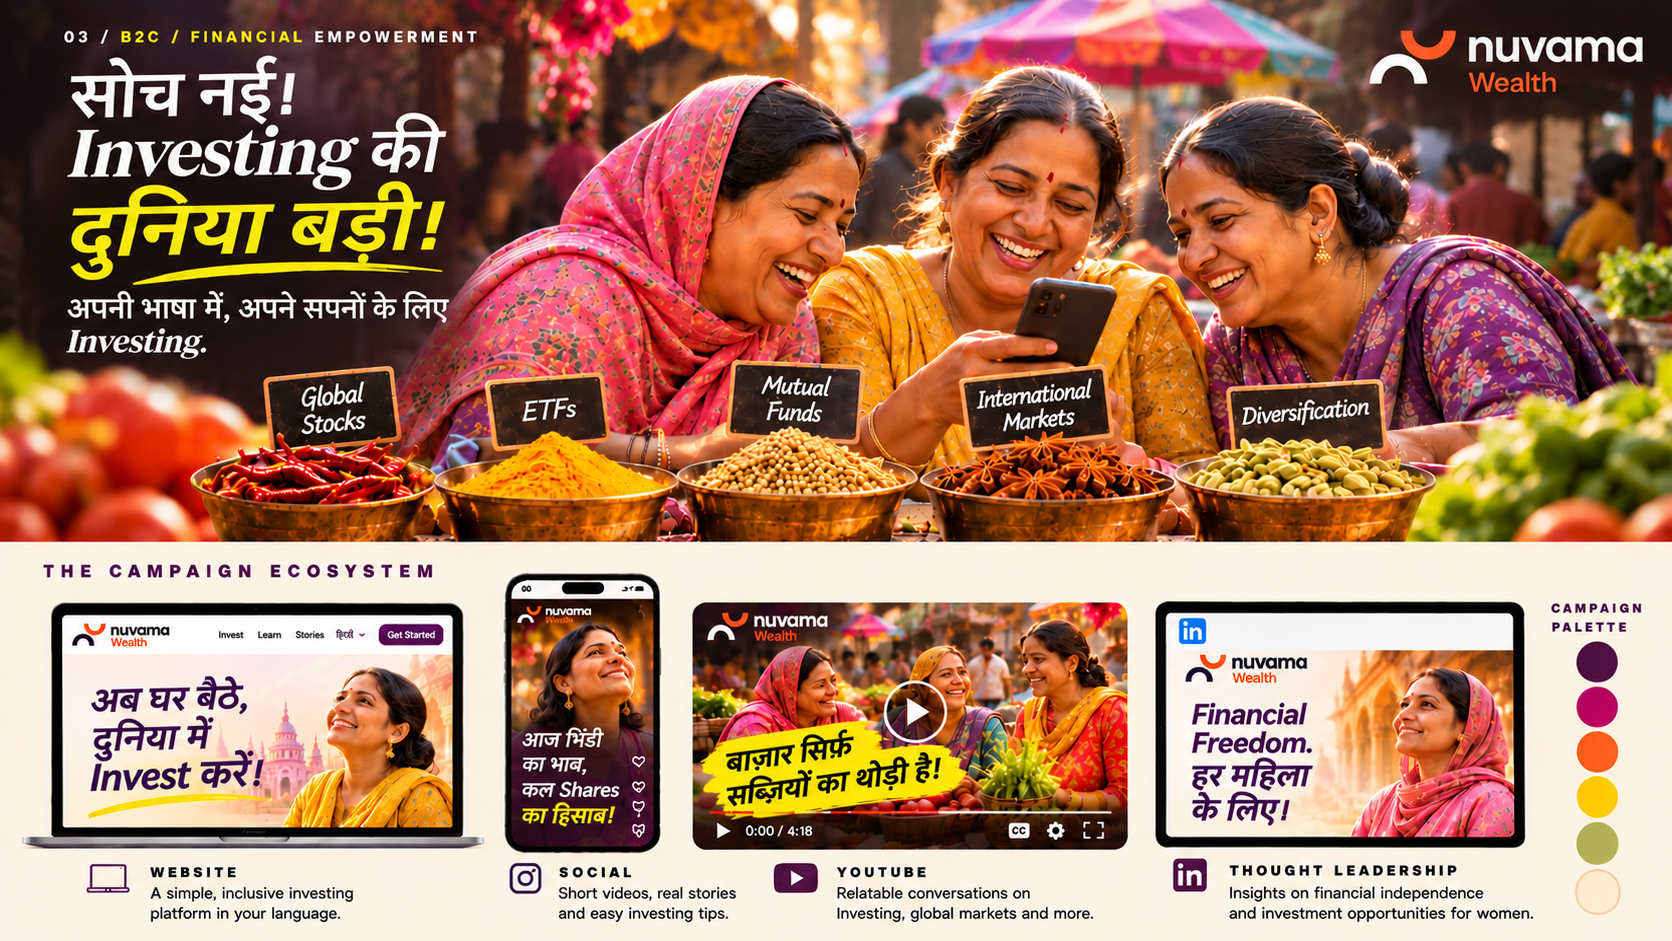 03 / B2C / FINANCIAL EMPOWERMENT
सोच नई!
Investing की
दुनिया बड़ी!
अपनी भाषा में, अपने सपनों के लिए
Investing.
nuvama
Wealth
Global
Stocks
ETFs
Mutual
Funds
International
Markets
Diversification
THE CAMPAIGN ECOSYSTEM
nuvama
Wealth
Invest Learn Stories हिन्दी Get Started
अब घर बैठे,
दुनिया में
Invest करें!
WEBSITE
A simple, inclusive investing
platform in your language.
nuvama
Wealth
आज भिंडी
का भाव,
कल Shares
का हिसाब!
SOCIAL
Short videos, real stories
and easy investing tips.
nuvama
Wealth
बाज़ार सिर्फ़
सब्ज़ियों का थोड़ी है!
0:00 / 4:18
CC
YOUTUBE
Relatable conversations on
Investing, global markets and more.
in
nuvama
Wealth
Financial
Freedom.
हर महिला
के लिए!
in
THOUGHT LEADERSHIP
Insights on financial independence
and investment opportunities for women.
CAMPAIGN
PALETTE